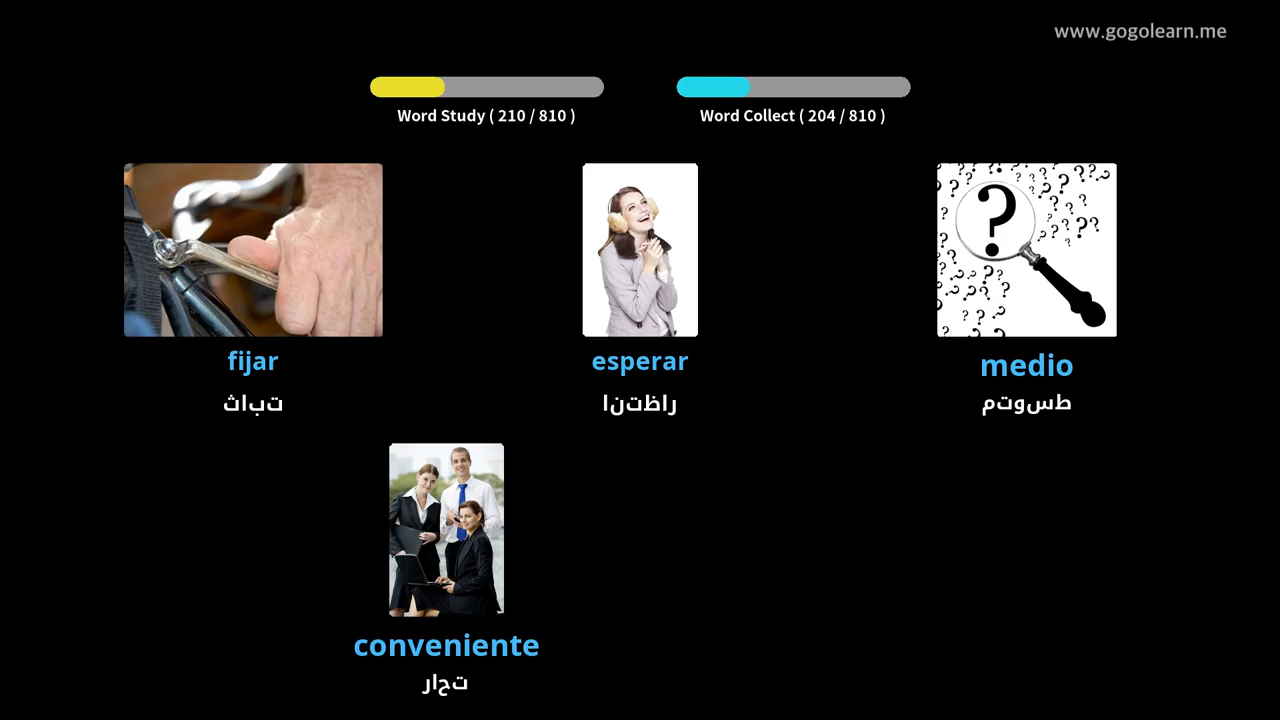 www.gogolearn.me
Word Study ( 210 / 810 )
Word Collect ( 204 / 810 )
fijar
تباث
esperar
راظتنا
medio
طسوتم
conveniente
تحار